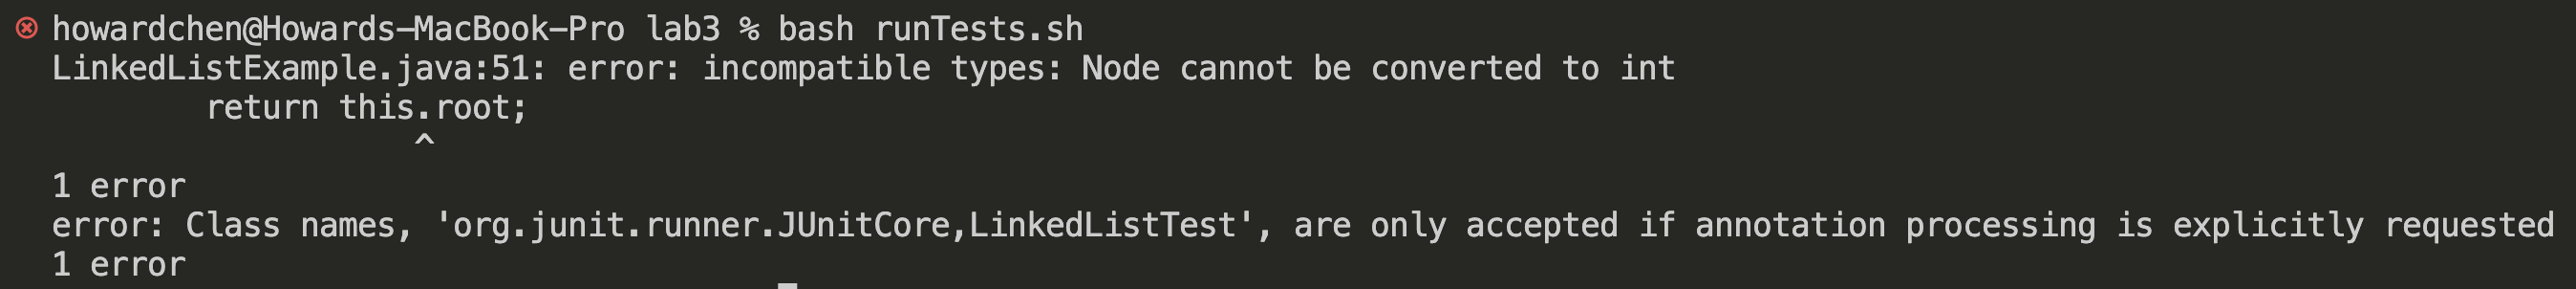 howardchen@Howards-MacBook-Pro lab3 % bash runTests.sh
LinkedListExample.java:51: error: incompatible types: Node cannot be converted to int
        return this.root;
                   ^
1 error
error: Class names, 'org.junit.runner.JUnitCore,LinkedListTest', are only accepted if annotation processing is explicitly requested
1 error